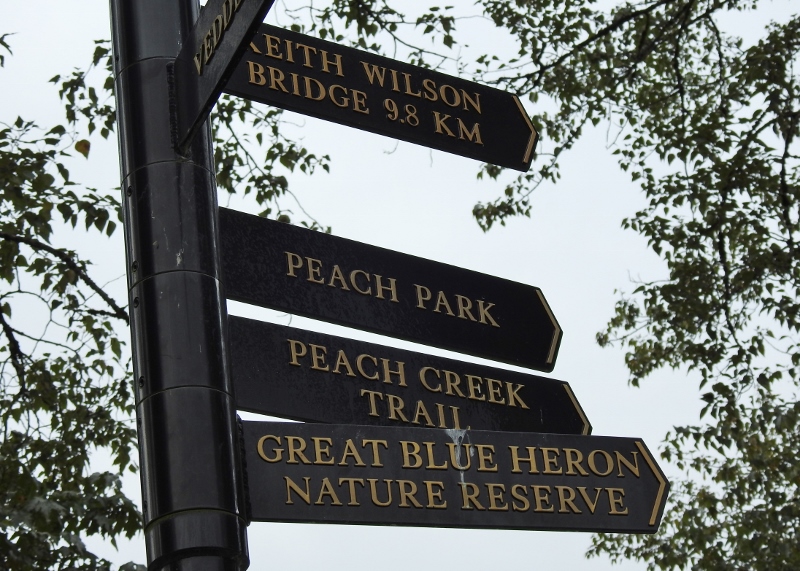 KEITH WILSON
BRIDGE 9.8 KM
PEACH PARK
PEACH CREEK
TRAIL
GREAT BLUE HERON
NATURE RESERVE